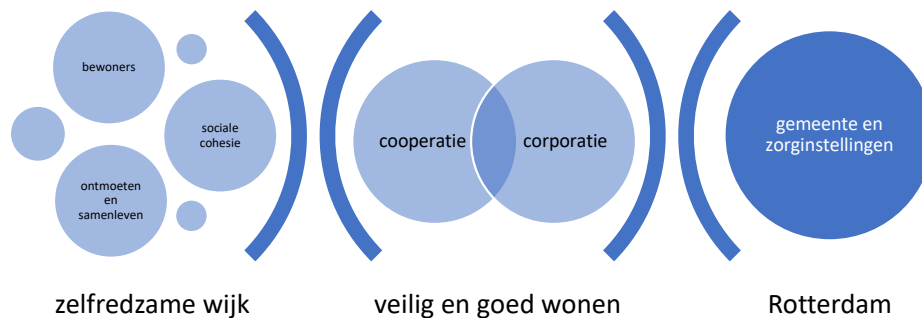 bewoners
sociale
cohesie
ontmoeten
en
samenleven
cooperatie
corporatie
gemeente en
zorginstellingen
zelfredzame wijk
veilig en goed wonen
Rotterdam